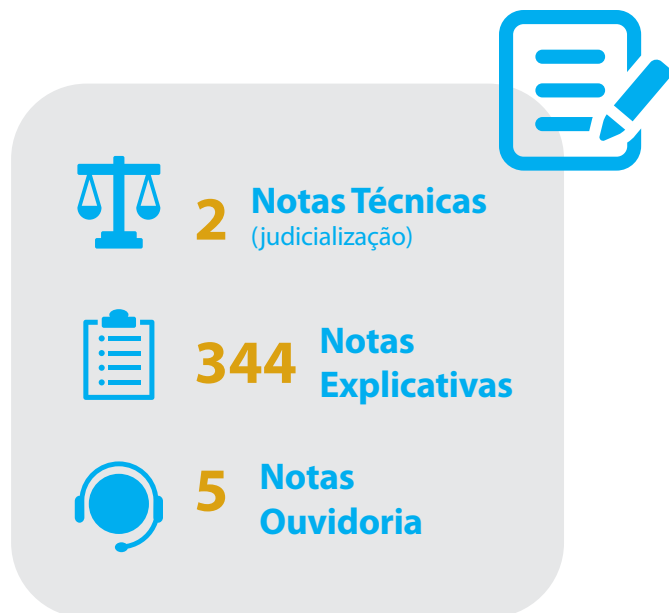 2 Notas Técnicas
(judicialização)
344 Notas
Explicativas
5 Notas
Ouvidoria